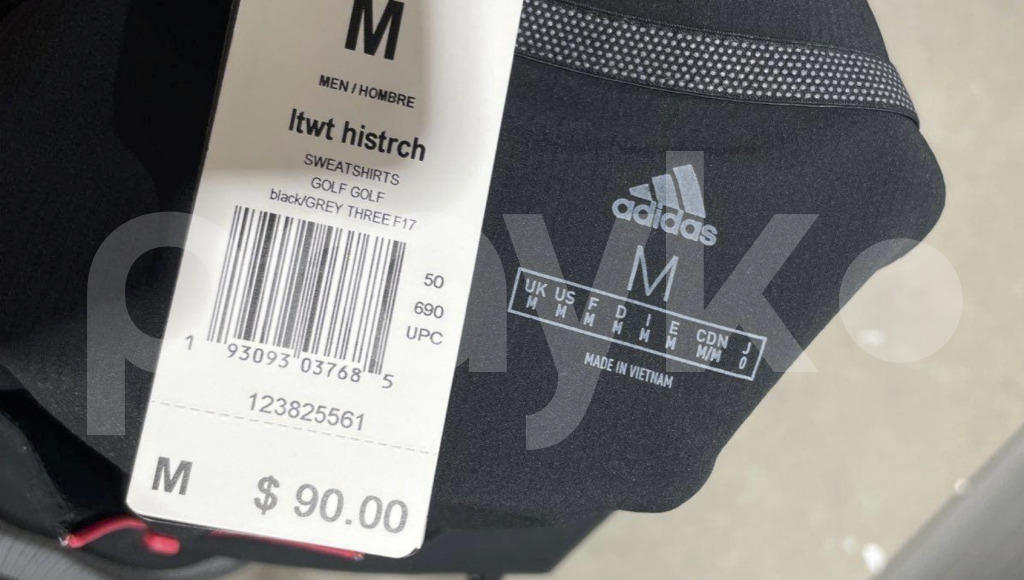 M
MEN / HOMBRE
ltwt histrch
SWEATSHIRTS
GOLF GOLF
black/GREY THREE F17
50
690
UPC
1 93093 03768 5
123825561
M
$ 90.00
adidas
M
UK US F D I E CDN J
M M M M M M M/M O
MADE IN VIETNAM